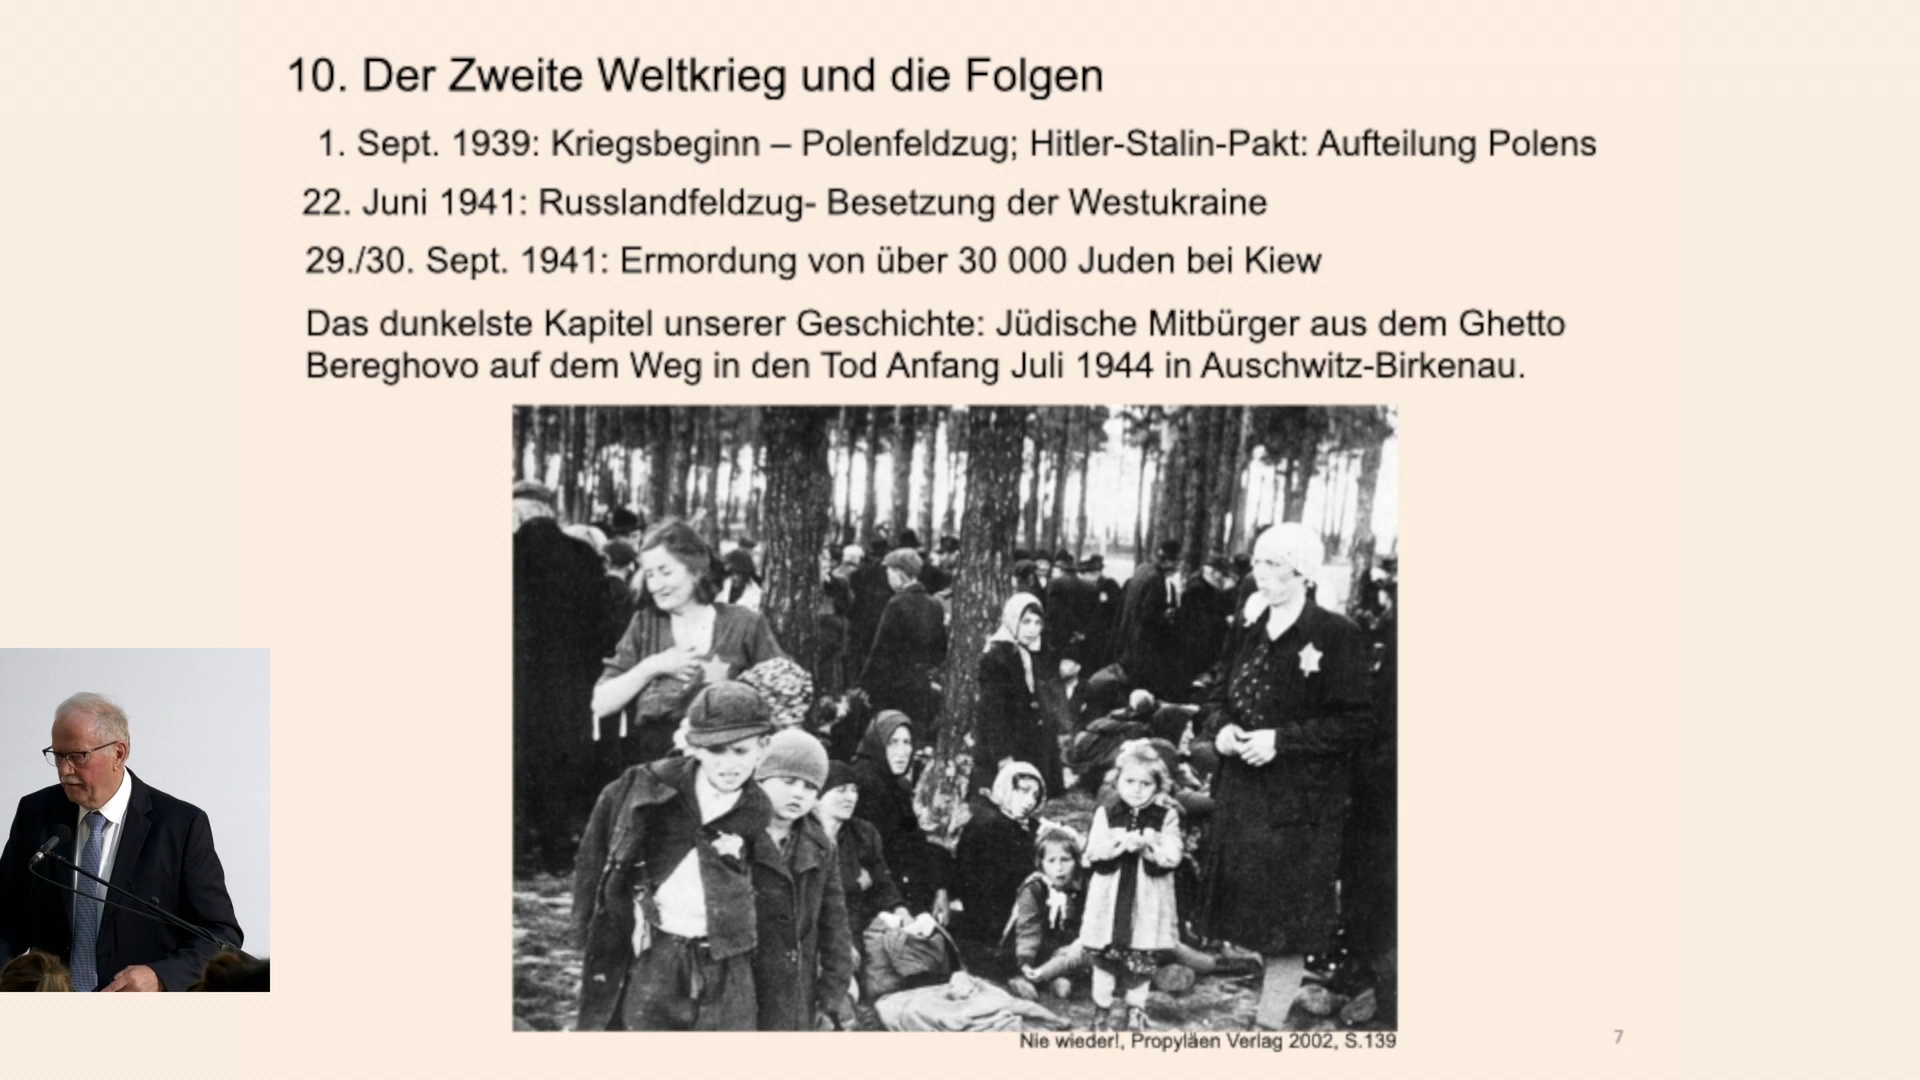 10. Der Zweite Weltkrieg und die Folgen
1. Sept. 1939: Kriegsbeginn – Polenfeldzug; Hitler-Stalin-Pakt: Aufteilung Polens
22. Juni 1941: Russlandfeldzug- Besetzung der Westukraine
29./30. Sept. 1941: Ermordung von über 30 000 Juden bei Kiew
Das dunkelste Kapitel unserer Geschichte: Jüdische Mitbürger aus dem Ghetto
Bereghovo auf dem Weg in den Tod Anfang Juli 1944 in Auschwitz-Birkenau.
Nie wieder!, Propyläen Verlag 2002, S.139
7